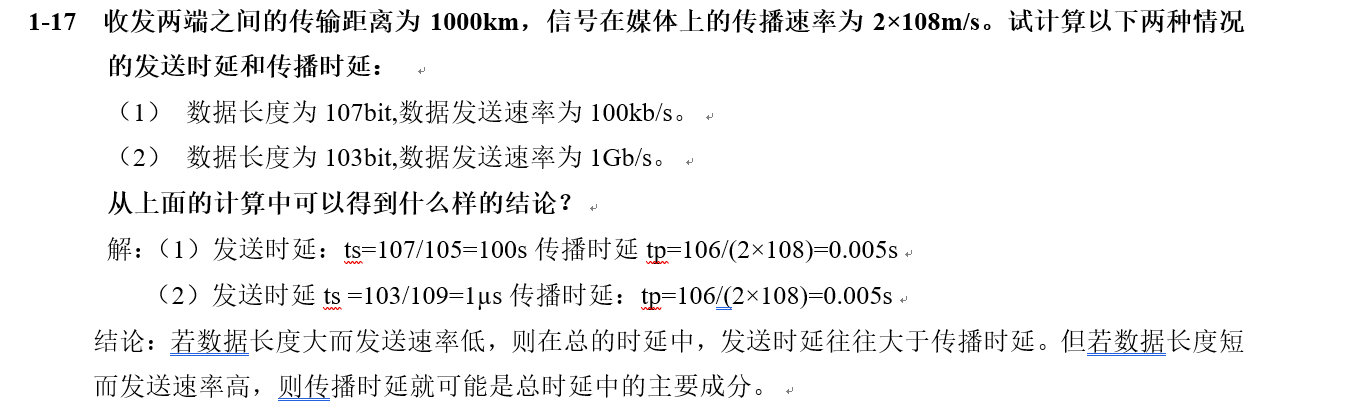 1-17 收发两端之间的传输距离为 1000km，信号在媒体上的传播速率为 2×108m/s。试计算以下两种情况
的发送时延和传播时延：
（1） 数据长度为 107bit,数据发送速率为 100kb/s。
（2） 数据长度为 103bit,数据发送速率为 1Gb/s。
从上面的计算中可以得到什么样的结论？
解：（1）发送时延：ts=107/105=100s 传播时延 tp=106/(2×108)=0.005s
（2）发送时延 ts =103/109=1μs 传播时延：tp=106/(2×108)=0.005s
结论：若数据长度大而发送速率低，则在总的时延中，发送时延往往大于传播时延。但若数据长度短
而发送速率高，则传播时延就可能是总时延中的主要成分。